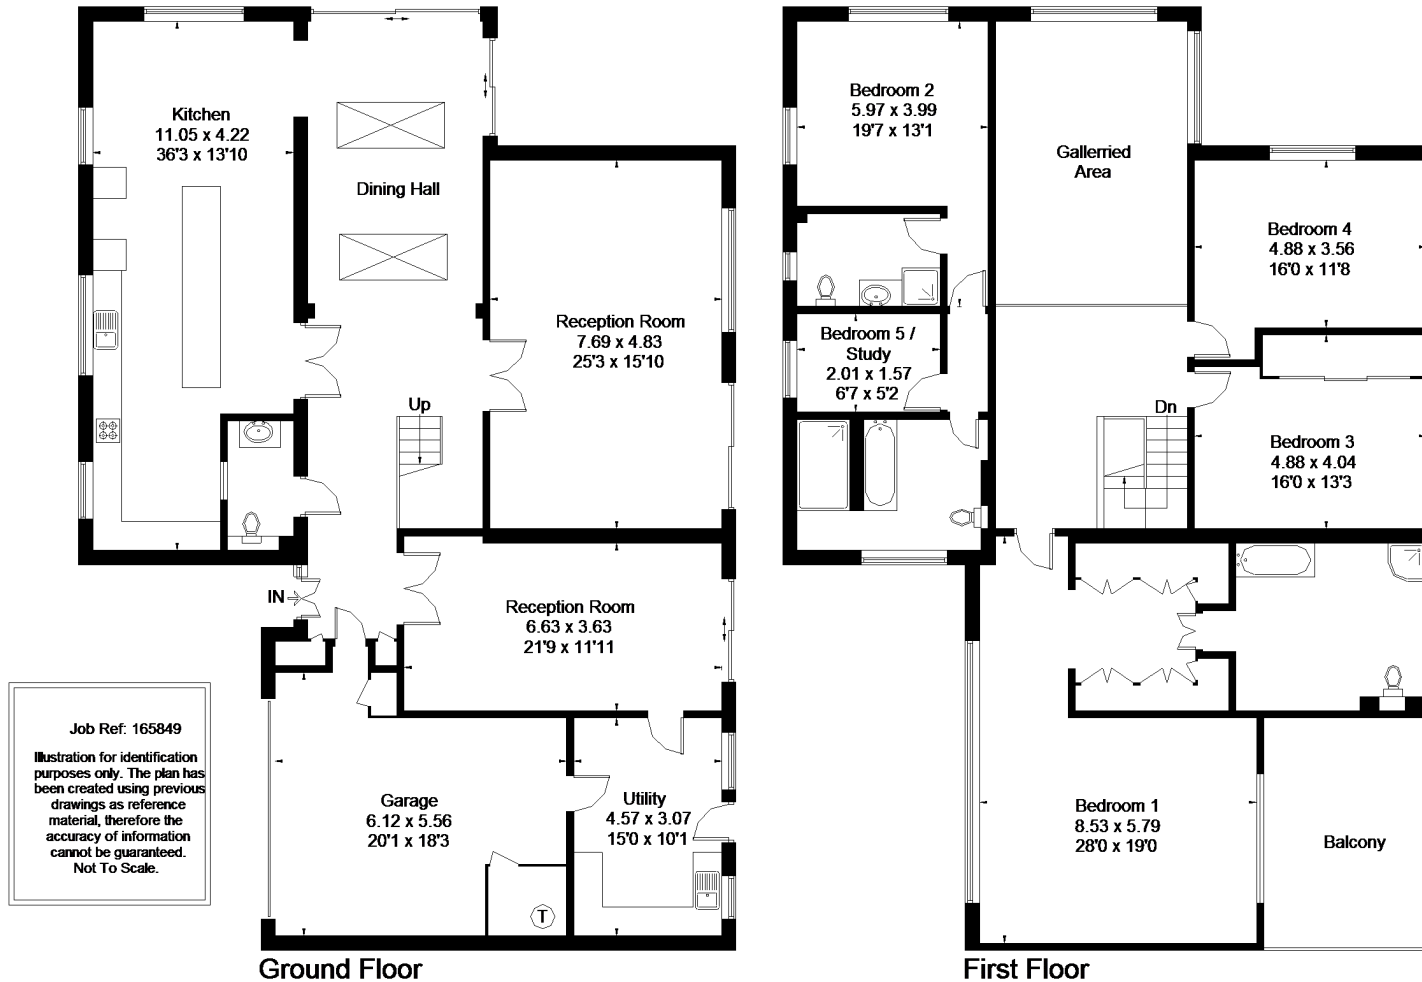 Kitchen
11.05 x 4.22
36'3 x 13'10
Dining Hall
Reception Room
7.69 x 4.83
25'3 x 15'10
Up
IN
Reception Room
6.63 x 3.63
21'9 x 11'11
Garage
6.12 x 5.56
20'1 x 18'3
Utility
4.57 x 3.07
15'0 x 10'1
T
Ground Floor
Job Ref: 165849
Illustration for identification
purposes only. The plan has
been created using previous
drawings as reference
material, therefore the
accuracy of information
cannot be guaranteed.
Not To Scale.
Bedroom 2
5.97 x 3.99
19'7 x 13'1
Gallerried
Area
Bedroom 4
4.88 x 3.56
16'0 x 11'8
Bedroom 5 /
Study
2.01 x 1.57
6'7 x 5'2
Dn
Bedroom 3
4.88 x 4.04
16'0 x 13'3
Bedroom 1
8.53 x 5.79
28'0 x 19'0
Balcony
First Floor